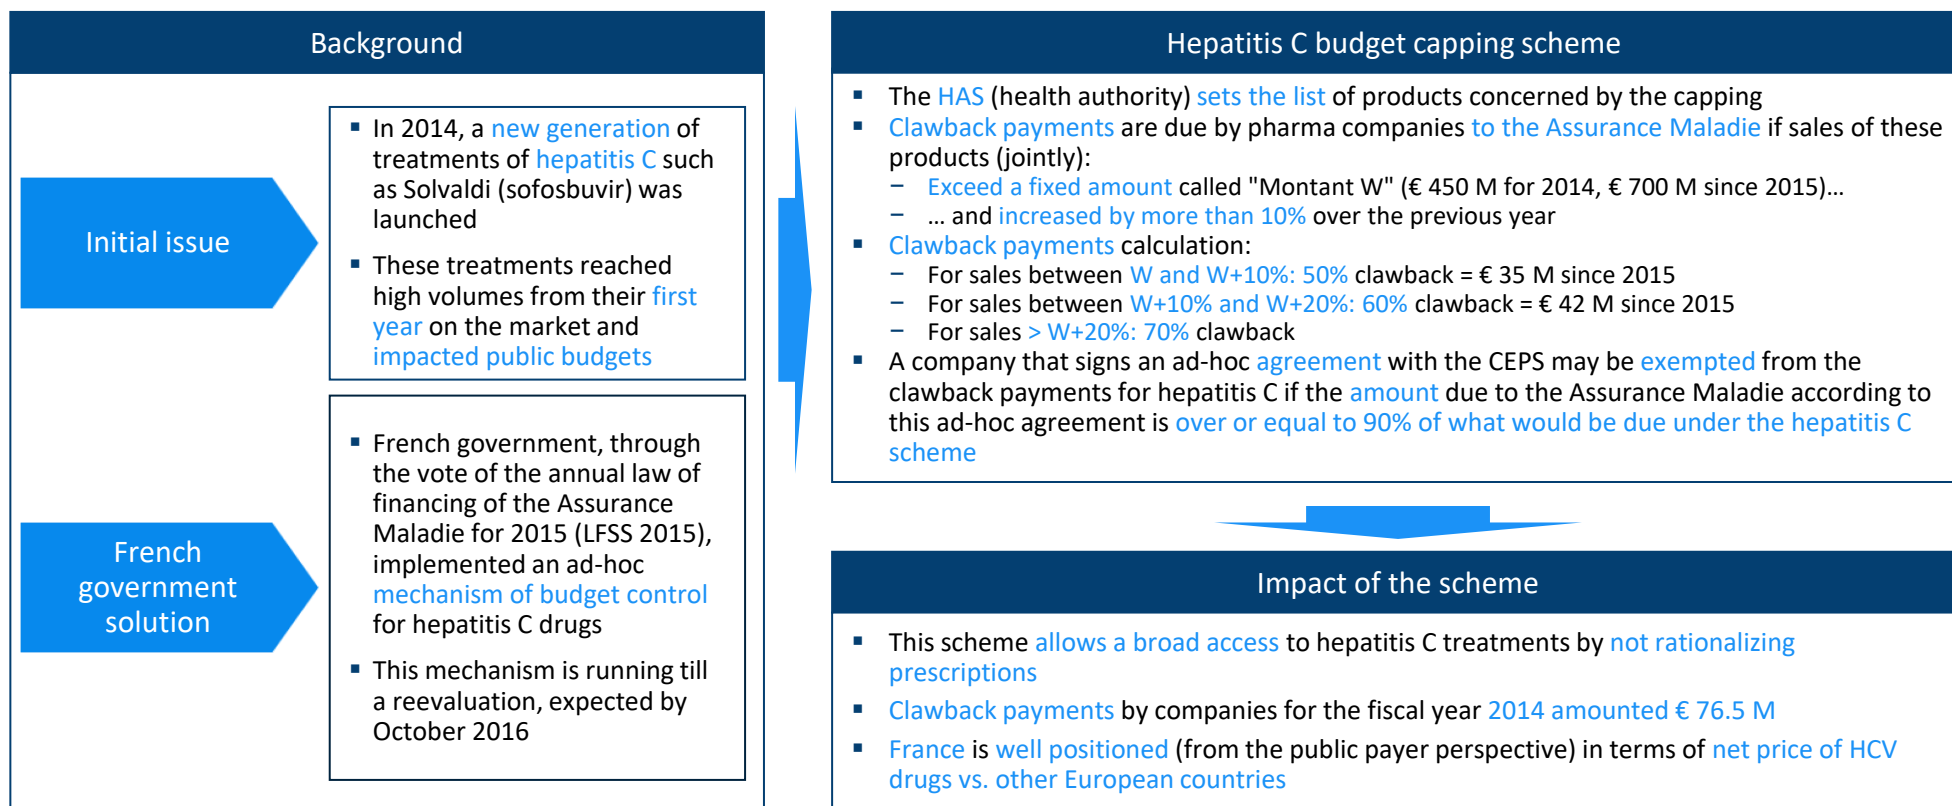 Background
Initial issue
▪ In 2014, a new generation of
treatments of hepatitis C such
as Solvaldi (sofosbuvir) was
launched
▪ These treatments reached
high volumes from their first
year on the market and
impacted public budgets
French
government
solution
▪ French government, through
the vote of the annual law of
financing of the Assurance
Maladie for 2015 (LFSS 2015),
implemented an ad-hoc
mechanism of budget control
for hepatitis C drugs
▪ This mechanism is running till
a reevaluation, expected by
October 2016
Hepatitis C budget capping scheme
▪ The HAS (health authority) sets the list of products concerned by the capping
▪ Clawback payments are due by pharma companies to the Assurance Maladie if sales of these
products (jointly):
− Exceed a fixed amount called "Montant W" (€ 450 M for 2014, € 700 M since 2015)…
− … and increased by more than 10% over the previous year
▪ Clawback payments calculation:
− For sales between W and W+10%: 50% clawback = € 35 M since 2015
− For sales between W+10% and W+20%: 60% clawback = € 42 M since 2015
− For sales > W+20%: 70% clawback
▪ A company that signs an ad-hoc agreement with the CEPS may be exempted from the
clawback payments for hepatitis C if the amount due to the Assurance Maladie according to
this ad-hoc agreement is over or equal to 90% of what would be due under the hepatitis C
scheme
Impact of the scheme
▪ This scheme allows a broad access to hepatitis C treatments by not rationalizing
prescriptions
▪ Clawback payments by companies for the fiscal year 2014 amounted € 76.5 M
▪ France is well positioned (from the public payer perspective) in terms of net price of HCV
drugs vs. other European countries